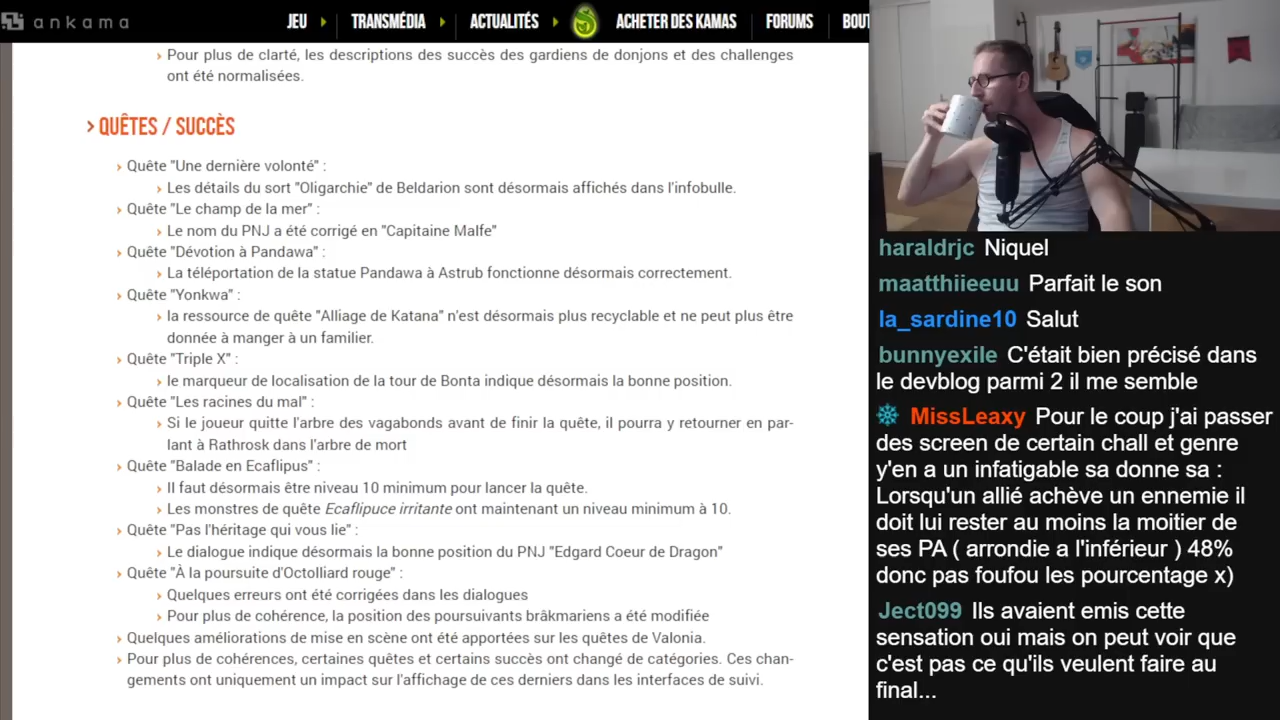 ankama
JEU
TRANSMÉDIA
ACTUALITÉS
ACHETER DES KAMAS
FORUMS
BOUT
Pour plus de clarté, les descriptions des succès des gardiens de donjons et des challenges
ont été normalisées.
QUÊTES / SUCCÈS
Quête "Une dernière volonté" :
Les détails du sort "Oligarchie" de Beldarion sont désormais affichés dans l'infobulle.
Quête "Le champ de la mer" :
Le nom du PNJ a été corrigé en "Capitaine Malfe"
Quête "Dévotion à Pandawa" :
La téléportation de la statue Pandawa à Astrub fonctionne désormais correctement.
Quête "Yonkwa" :
la ressource de quête "Alliage de Katana" n'est désormais plus recyclable et ne peut plus être
donnée à manger à un familier.
Quête "Triple X" :
le marqueur de localisation de la tour de Bonta indique désormais la bonne position.
Quête "Les racines du mal" :
Si le joueur quitte l'arbre des vagabonds avant de finir la quête, il pourra y retourner en par-
lant à Rathrosk dans l'arbre de mort
Quête "Balade en Ecaflipus" :
Il faut désormais être niveau 10 minimum pour lancer la quête.
Les monstres de quête Ecaflipuce irritante ont maintenant un niveau minimum à 10.
Quête "Pas l'héritage qui vous lie" :
Le dialogue indique désormais la bonne position du PNJ "Edgard Coeur de Dragon"
Quête "À la poursuite d'Octolliard rouge" :
Quelques erreurs ont été corrigées dans les dialogues
Pour plus de cohérence, la position des poursuivants brâkmariens a été modifiée
Quelques améliorations de mise en scène ont été apportées sur les quêtes de Valonia.
Pour plus de cohérences, certaines quêtes et certains succès ont changé de catégories. Ces chan-
gements ont uniquement un impact sur l'affichage de ces derniers dans les interfaces de suivi.
haraldrjc Niquel
maatthiieeuu Parfait le son
la_sardine10 Salut
bunnyexile C'était bien précisé dans
le devblog parmi 2 il me semble
MissLeaxy Pour le coup j'ai passer
des screen de certain chall et genre
y'en a un infatigable sa donne sa :
Lorsqu'un allié achève un ennemie il
doit lui rester au moins la moitier de
ses PA ( arrondie a l'inférieur ) 48%
donc pas foufou les pourcentage x)
Ject099 Ils avaient emis cette
sensation oui mais on peut voir que
c'est pas ce qu'ils veulent faire au
final...